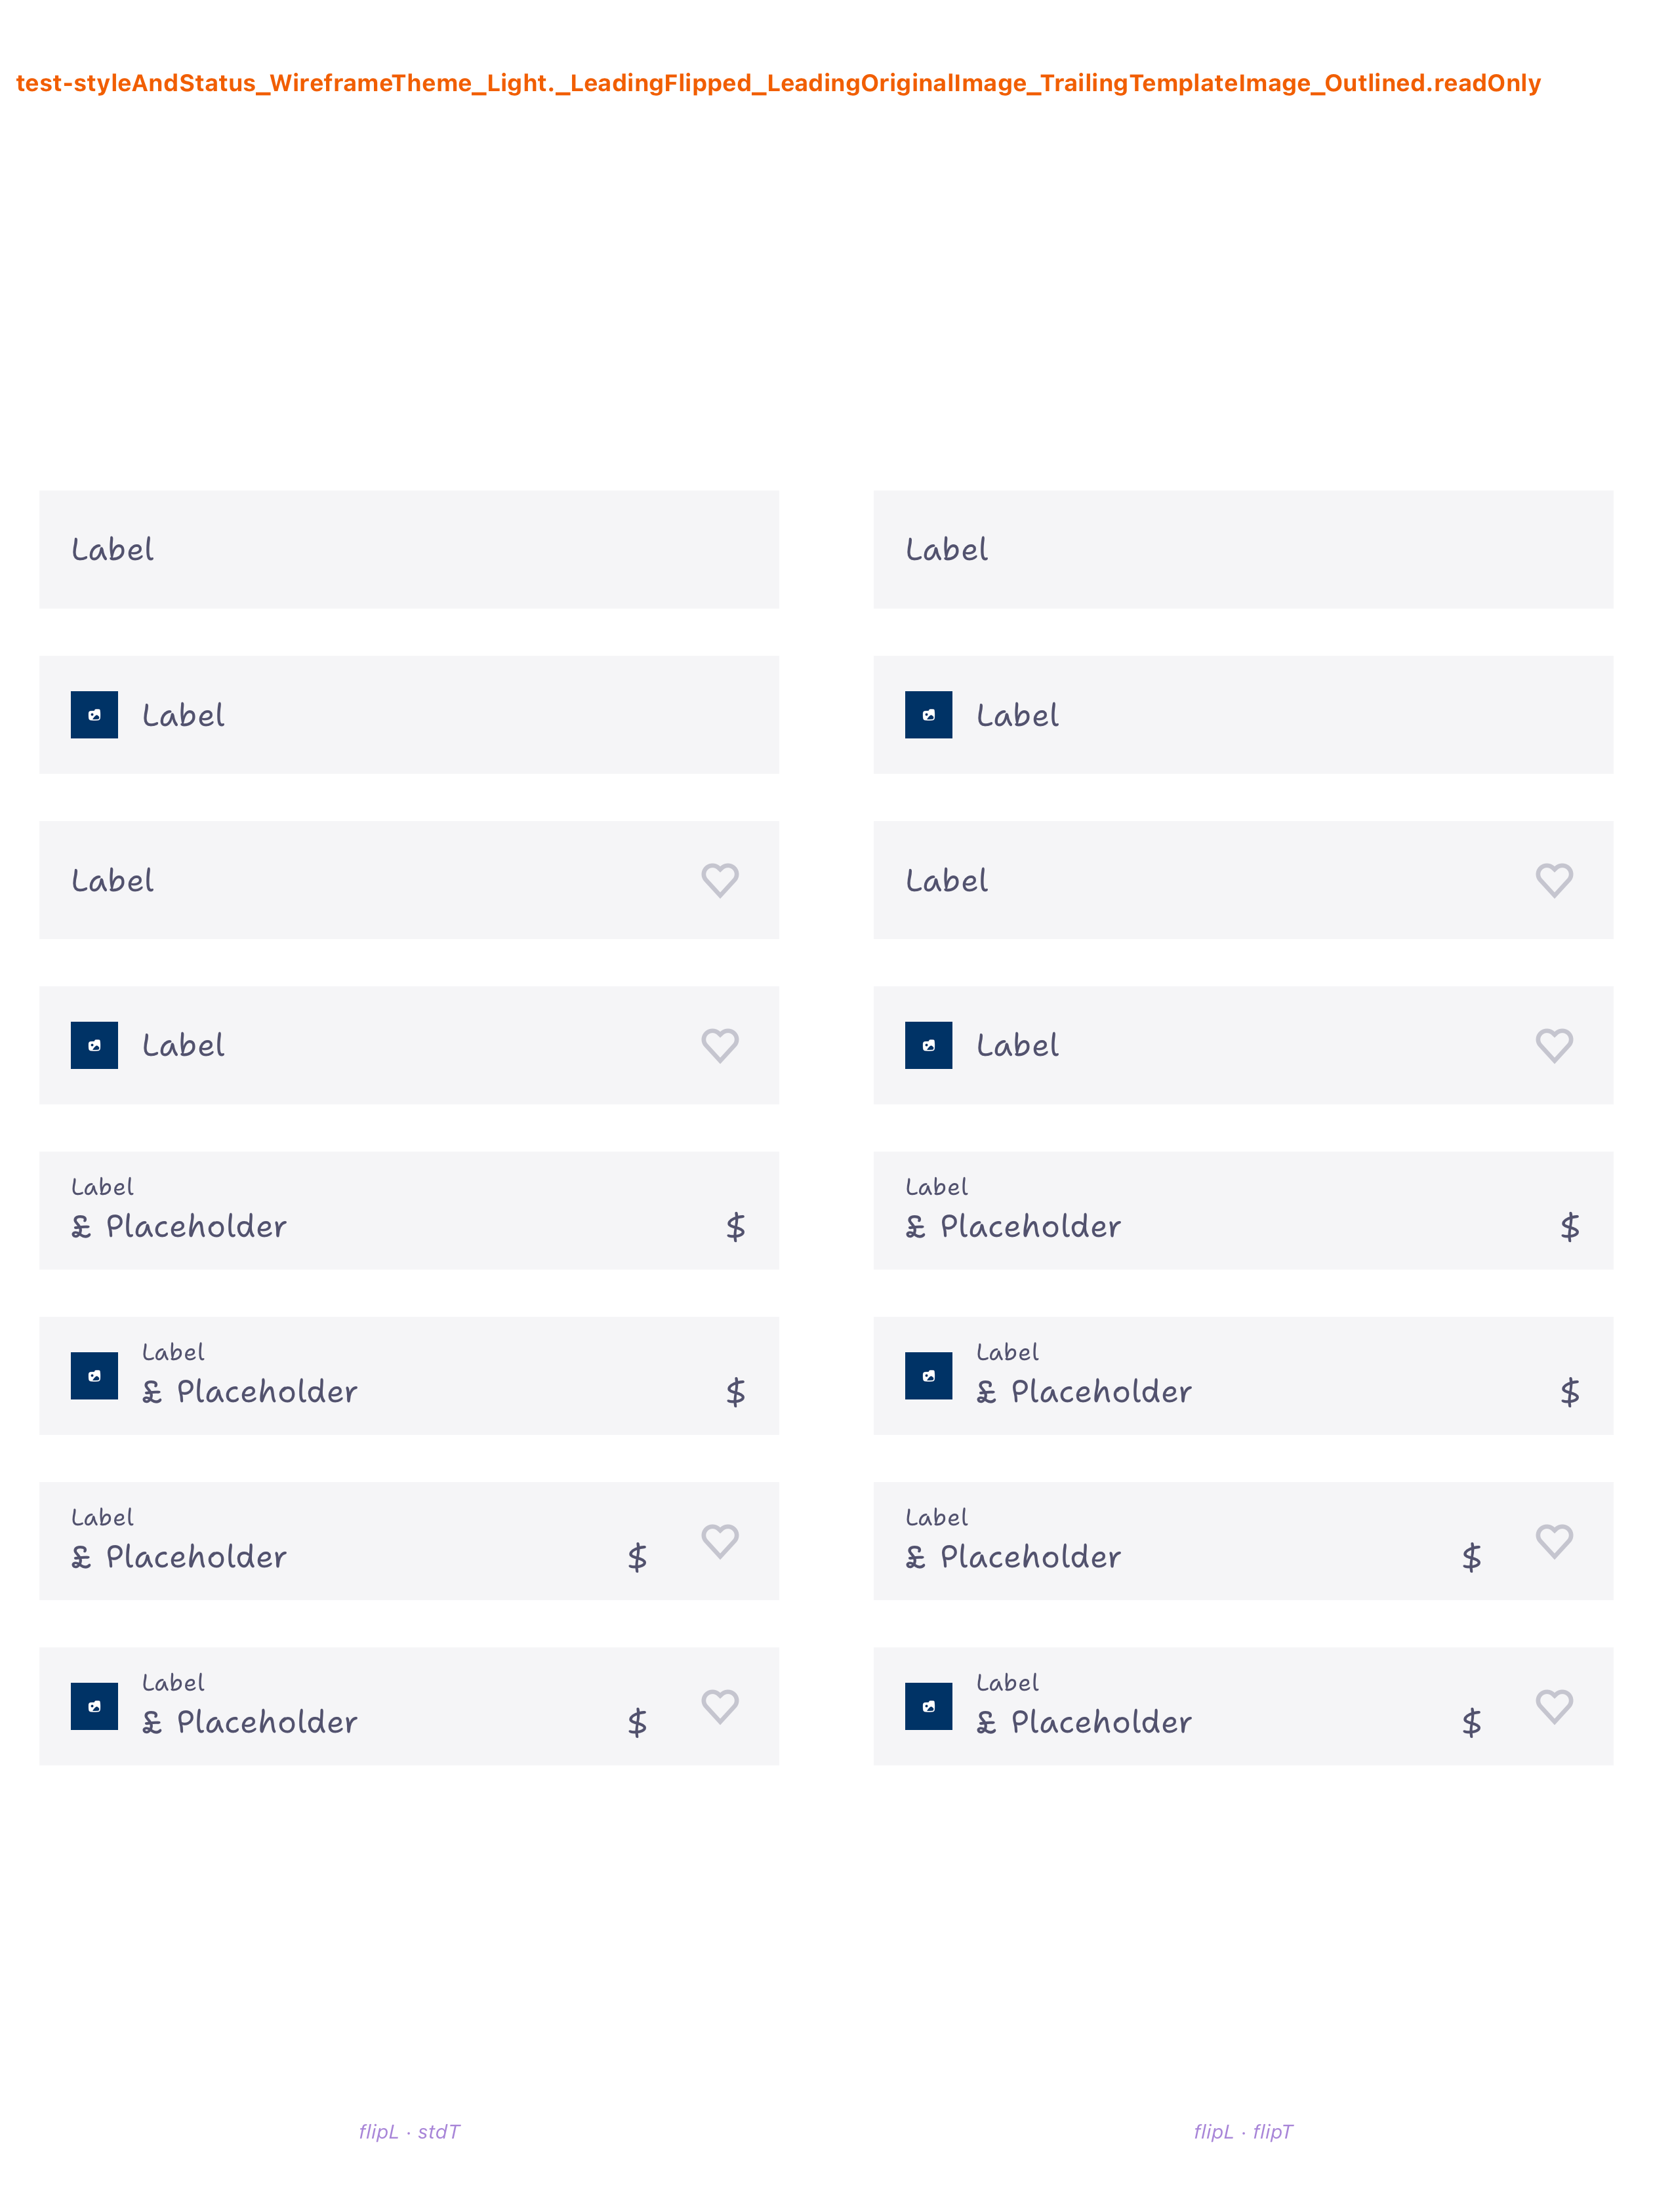 test-styleAndStatus_WireframeTheme_Light._LeadingFlipped_LeadingOriginalImage_TrailingTemplateImage_Outlined.readOnly
Label
Label
Label
Label
Label
Label
Label
Label
Label
Label
£ Placeholder $
£ Placeholder $
Label
Label
£ Placeholder $
£ Placeholder $
Label
Label
£ Placeholder $
£ Placeholder $
Label
Label
£ Placeholder $
£ Placeholder $
flipL · stdT
flipL · flipT